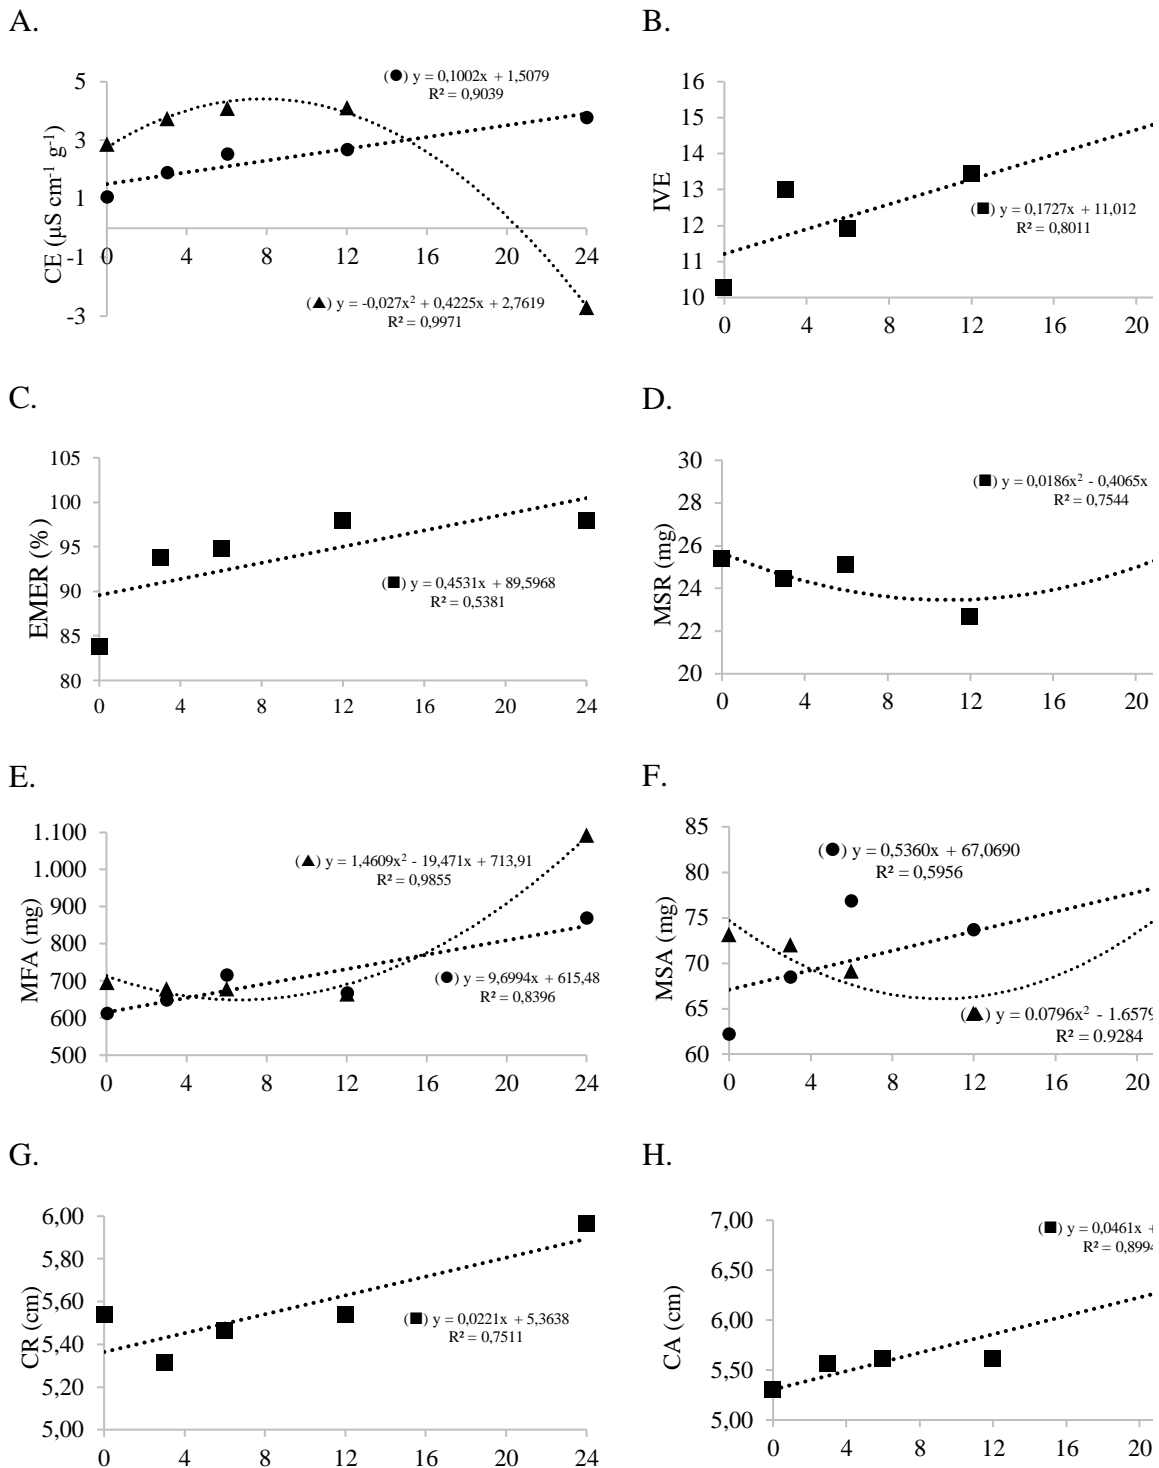 A.
CE (µS cm⁻¹ g⁻¹)
5
3
1
-1
-3
0
4
8
12
16
20
24
(●) y = 0,1002x + 1,5079
R² = 0,9039
(▲) y = -0,027x² + 0,4225x + 2,7619
R² = 0,9971
B.
IVE
16
15
14
13
12
11
10
0
4
8
12
16
20
(■) y = 0,1727x + 11,012
R² = 0,8011
C.
EMER (%)
105
100
95
90
85
80
0
4
8
12
16
20
24
(■) y = 0,4531x + 89,5968
R² = 0,5381
D.
MSR (mg)
30
28
26
24
22
20
0
4
8
12
16
20
(■) y = 0,0186x² - 0,4065x
R² = 0,7544
E.
MFA (mg)
1.100
1.000
900
800
700
600
500
0
4
8
12
16
20
24
(▲) y = 1,4609x² - 19,471x + 713,91
R² = 0,9855
(●) y = 9,6994x + 615,48
R² = 0,8396
F.
MSA (mg)
85
80
75
70
65
60
0
4
8
12
16
20
(●) y = 0,5360x + 67,0690
R² = 0,5956
(▲) y = 0.0796x² - 1.6579
R² = 0.9284
G.
CR (cm)
6,00
5,80
5,60
5,40
5,20
5,00
0
4
8
12
16
20
24
(■) y = 0,0221x + 5,3638
R² = 0,7511
H.
CA (cm)
7,00
6,50
6,00
5,50
5,00
0
4
8
12
16
20
(■) y = 0,0461x +
R² = 0,8994